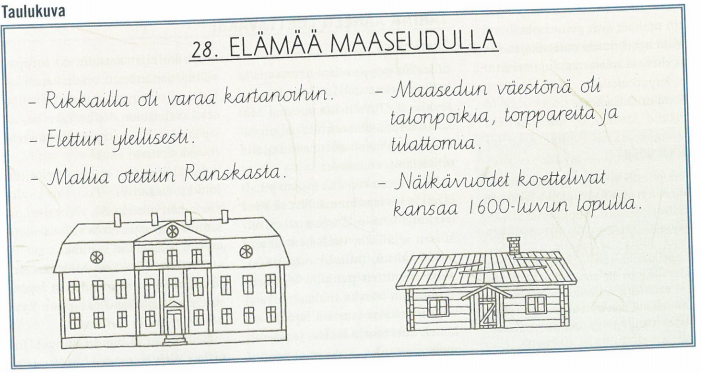 Taulukuva
28. ELÄMÄÄ MAASEUDULLA
- Rikkailla oli varaa kartanoihin.
- Elettiin ylellisesti.
- Mallia otettiin Ranskasta.
- Maasedun väestönä oli
talonpoikia, torppareita ja
tilattomia.
- Nälkävuodet koettelivat
kansaa 1600-luvun lopulla.